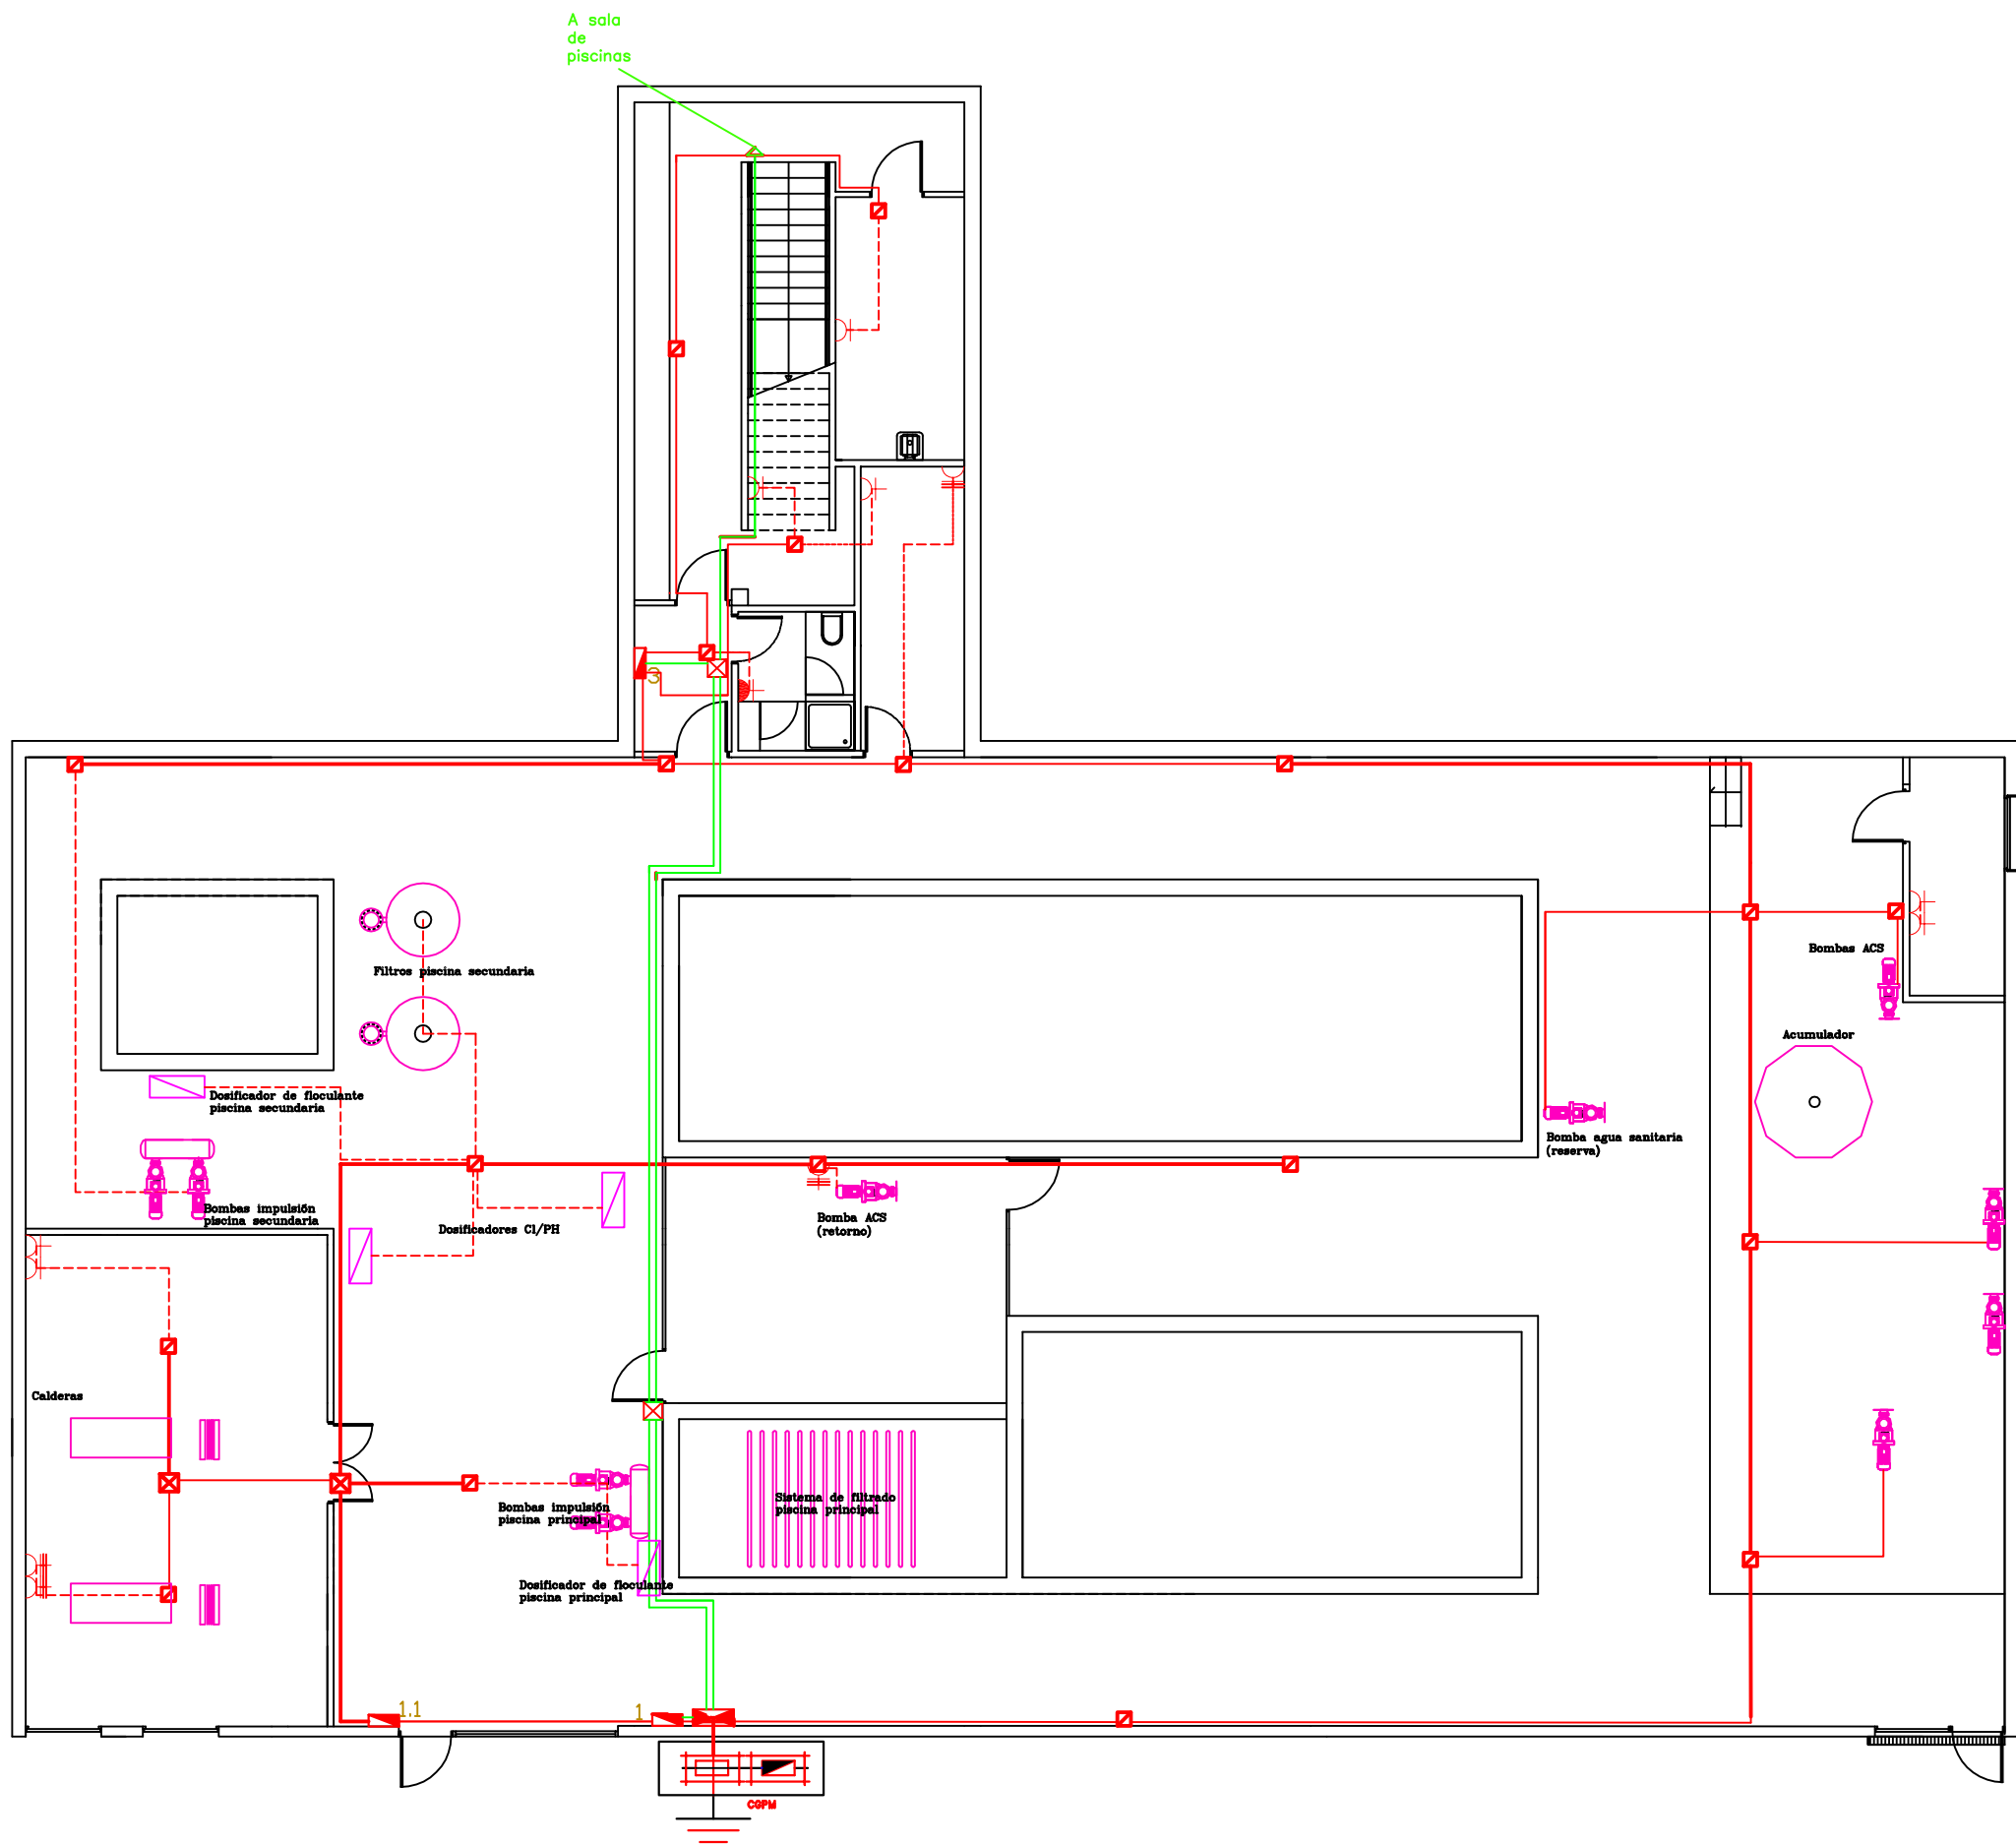 A sala
de
piscinas
3
Bombas ACS
Filtros piscina secundaria
Acumulador
Dosificador de floculante
piscina secundaria
Bomba agua sanitaria
(reserva)
Bombas impulsión
piscina secundaria
Dosificadores Cl/PH
Bomba ACS
(retorno)
Calderas
Sistema de filtrado
piscina principal
Bombas impulsión
piscina principal
Dosificador de floculante
piscina principal
1.1
1
CGPM